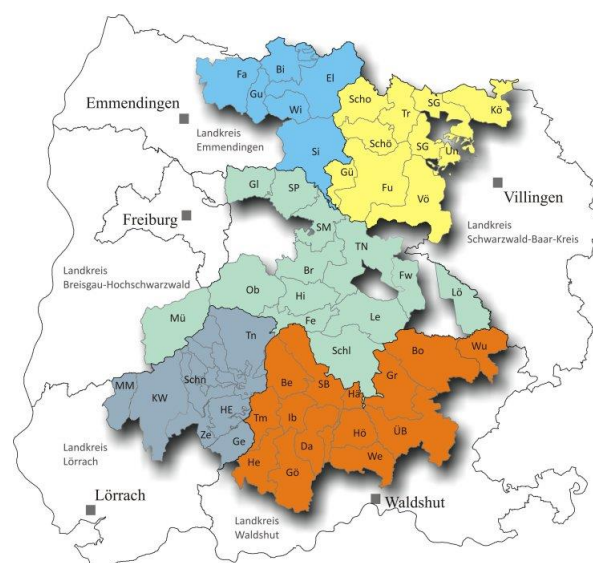 Fa
Bi
El
Gu
Wi
Si
Emmendingen
Landkreis
Emmendingen
Scho
Tr
SG
Kö
Schö
SG
Un
Gü
Fu
Vö
Villingen
Landkreis
Schwarzwald-Baar-Kreis
Gl
SP
Freiburg
SM
TN
Landkreis
Breisgau-Hochschwarzwald
Br
Fw
Ob
Hi
Lö
Mü
Fe
Le
Schl
Tn
MM
KW
Schn
HE
Ze
Ge
Bo
Wu
Be
SB
Hä
Gr
Tm
Ib
Da
Hö
ÜB
He
Gö
We
Landkreis
Lörrach
Lörrach
Landkreis
Waldshut
Waldshut